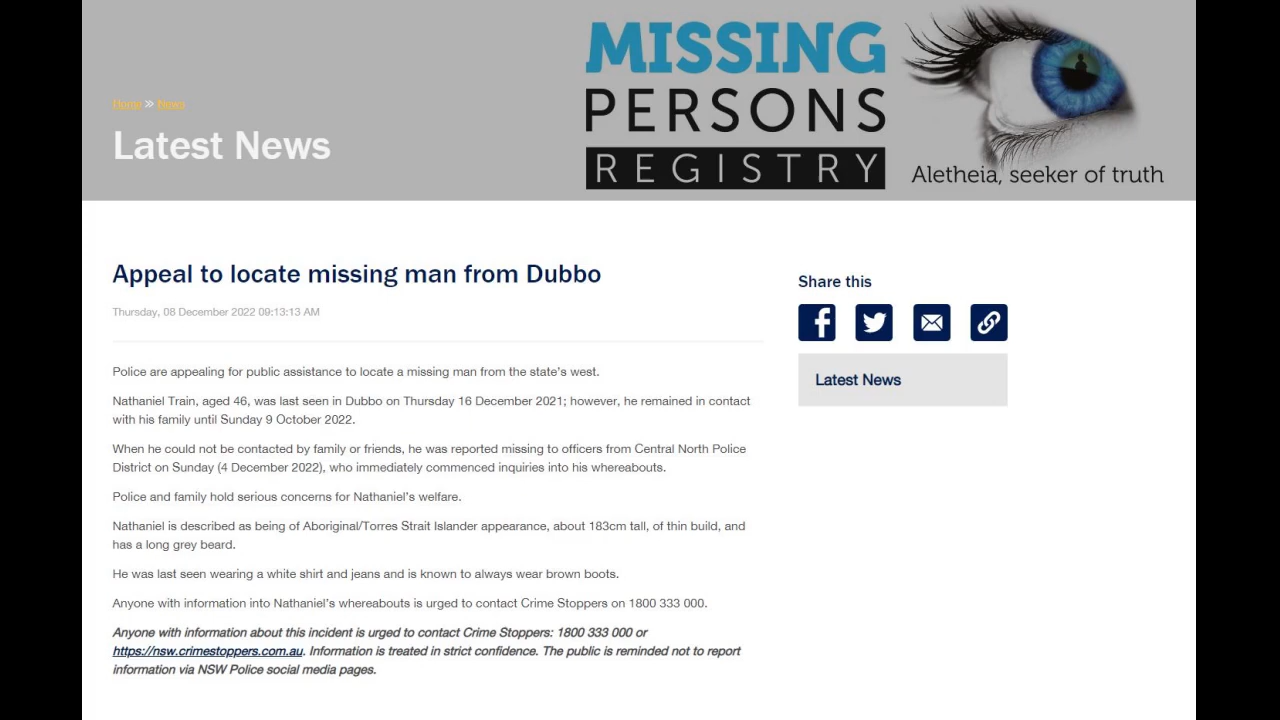 MISSING
PERSONS
REGISTRY
Aletheia, seeker of truth
Home » News
Latest News
Appeal to locate missing man from Dubbo
Thursday, 08 December 2022 09:13:13 AM
Police are appealing for public assistance to locate a missing man from the state's west.
Nathaniel Train, aged 46, was last seen in Dubbo on Thursday 16 December 2021; however, he remained in contact
with his family until Sunday 9 October 2022.
When he could not be contacted by family or friends, he was reported missing to officers from Central North Police
District on Sunday (4 December 2022), who immediately commenced inquiries into his whereabouts.
Police and family hold serious concerns for Nathaniel's welfare.
Nathaniel is described as being of Aboriginal/Torres Strait Islander appearance, about 183cm tall, of thin build, and
has a long grey beard.
He was last seen wearing a white shirt and jeans and is known to always wear brown boots.
Anyone with information into Nathaniel's whereabouts is urged to contact Crime Stoppers on 1800 333 000.
Anyone with information about this incident is urged to contact Crime Stoppers: 1800 333 000 or
https://nsw.crimestoppers.com.au. Information is treated in strict confidence. The public is reminded not to report
information via NSW Police social media pages.
Share this
Latest News